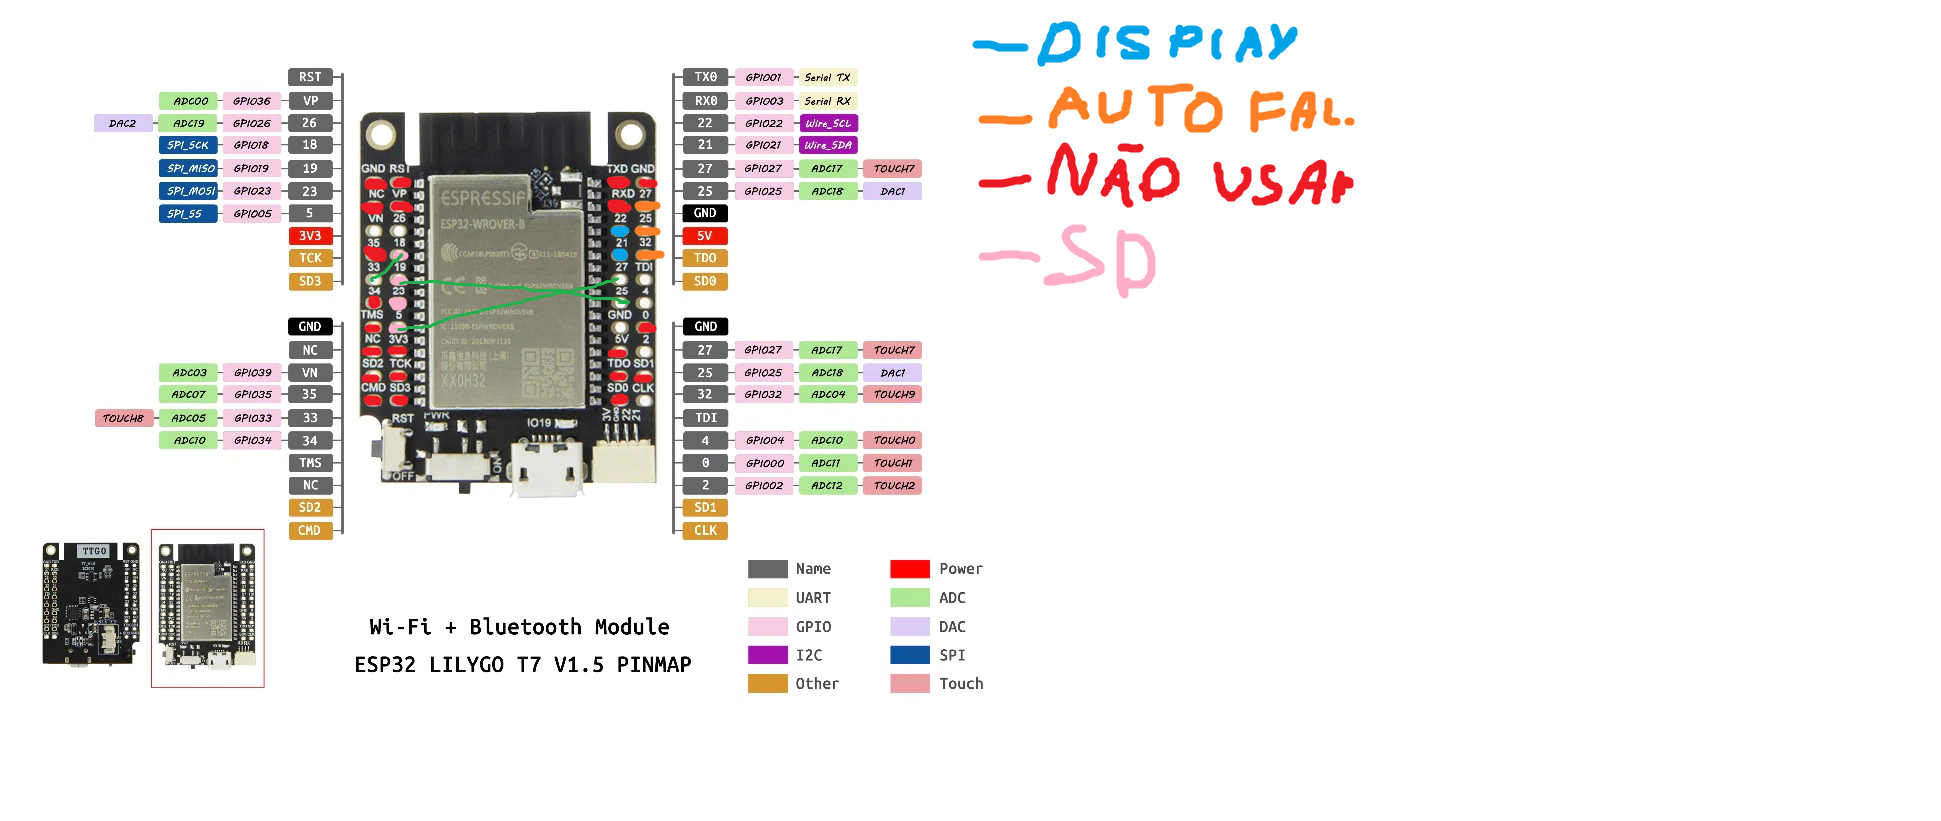 DISPLAY
AUTO FAL.
NÃO USAR
SD
RST
ADC00 GPIO36 VP
DAC2 ADC19 GPIO26 26
SPI_SCK GPIO18 18
SPI_MISO GPIO19 19
SPI_MOSI GPIO23 23
SPI_SS GPIO05 5
3V3
TCK
SD3
GND
NC
ADC03 GPIO39 VN
ADC07 GPIO35 35
TOUCH8 ADC05 GPIO33 33
ADC10 GPIO34 34
TMS
NC
SD2
CMD
GND RST TXD GND
NC VP RXD 27
VN 26 22 25
35 18 21 32
33 19 27 TDI
34 23 25 4
TMS 5 GND 0
NC 3V3 5V 2
SD2 TCK TDO SD1
CMD SD3 SD0 CLK
RST PWR IO19 3V GND 22 21
OFF ON
ESPRESSIF
ESP32-WROVER-B
211-161007
XX0H32
TX0 GPIO01 Serial TX
RX0 GPIO03 Serial RX
22 GPIO22 Wire_SCL
21 GPIO21 Wire_SDA
27 GPIO27 ADC17 TOUCH7
25 GPIO25 ADC18 DAC1
GND
5V
TDO
SD0
GND
27 GPIO27 ADC17 TOUCH7
25 GPIO25 ADC18 DAC1
32 GPIO32 ADC04 TOUCH9
TDI
4 GPIO04 ADC10 TOUCH0
0 GPIO00 ADC11 TOUCH1
2 GPIO02 ADC12 TOUCH2
SD1
CLK
TTGO
Wi-Fi + Bluetooth Module
ESP32 LILYGO T7 V1.5 PINMAP
Name Power
UART ADC
GPIO DAC
I2C SPI
Other Touch